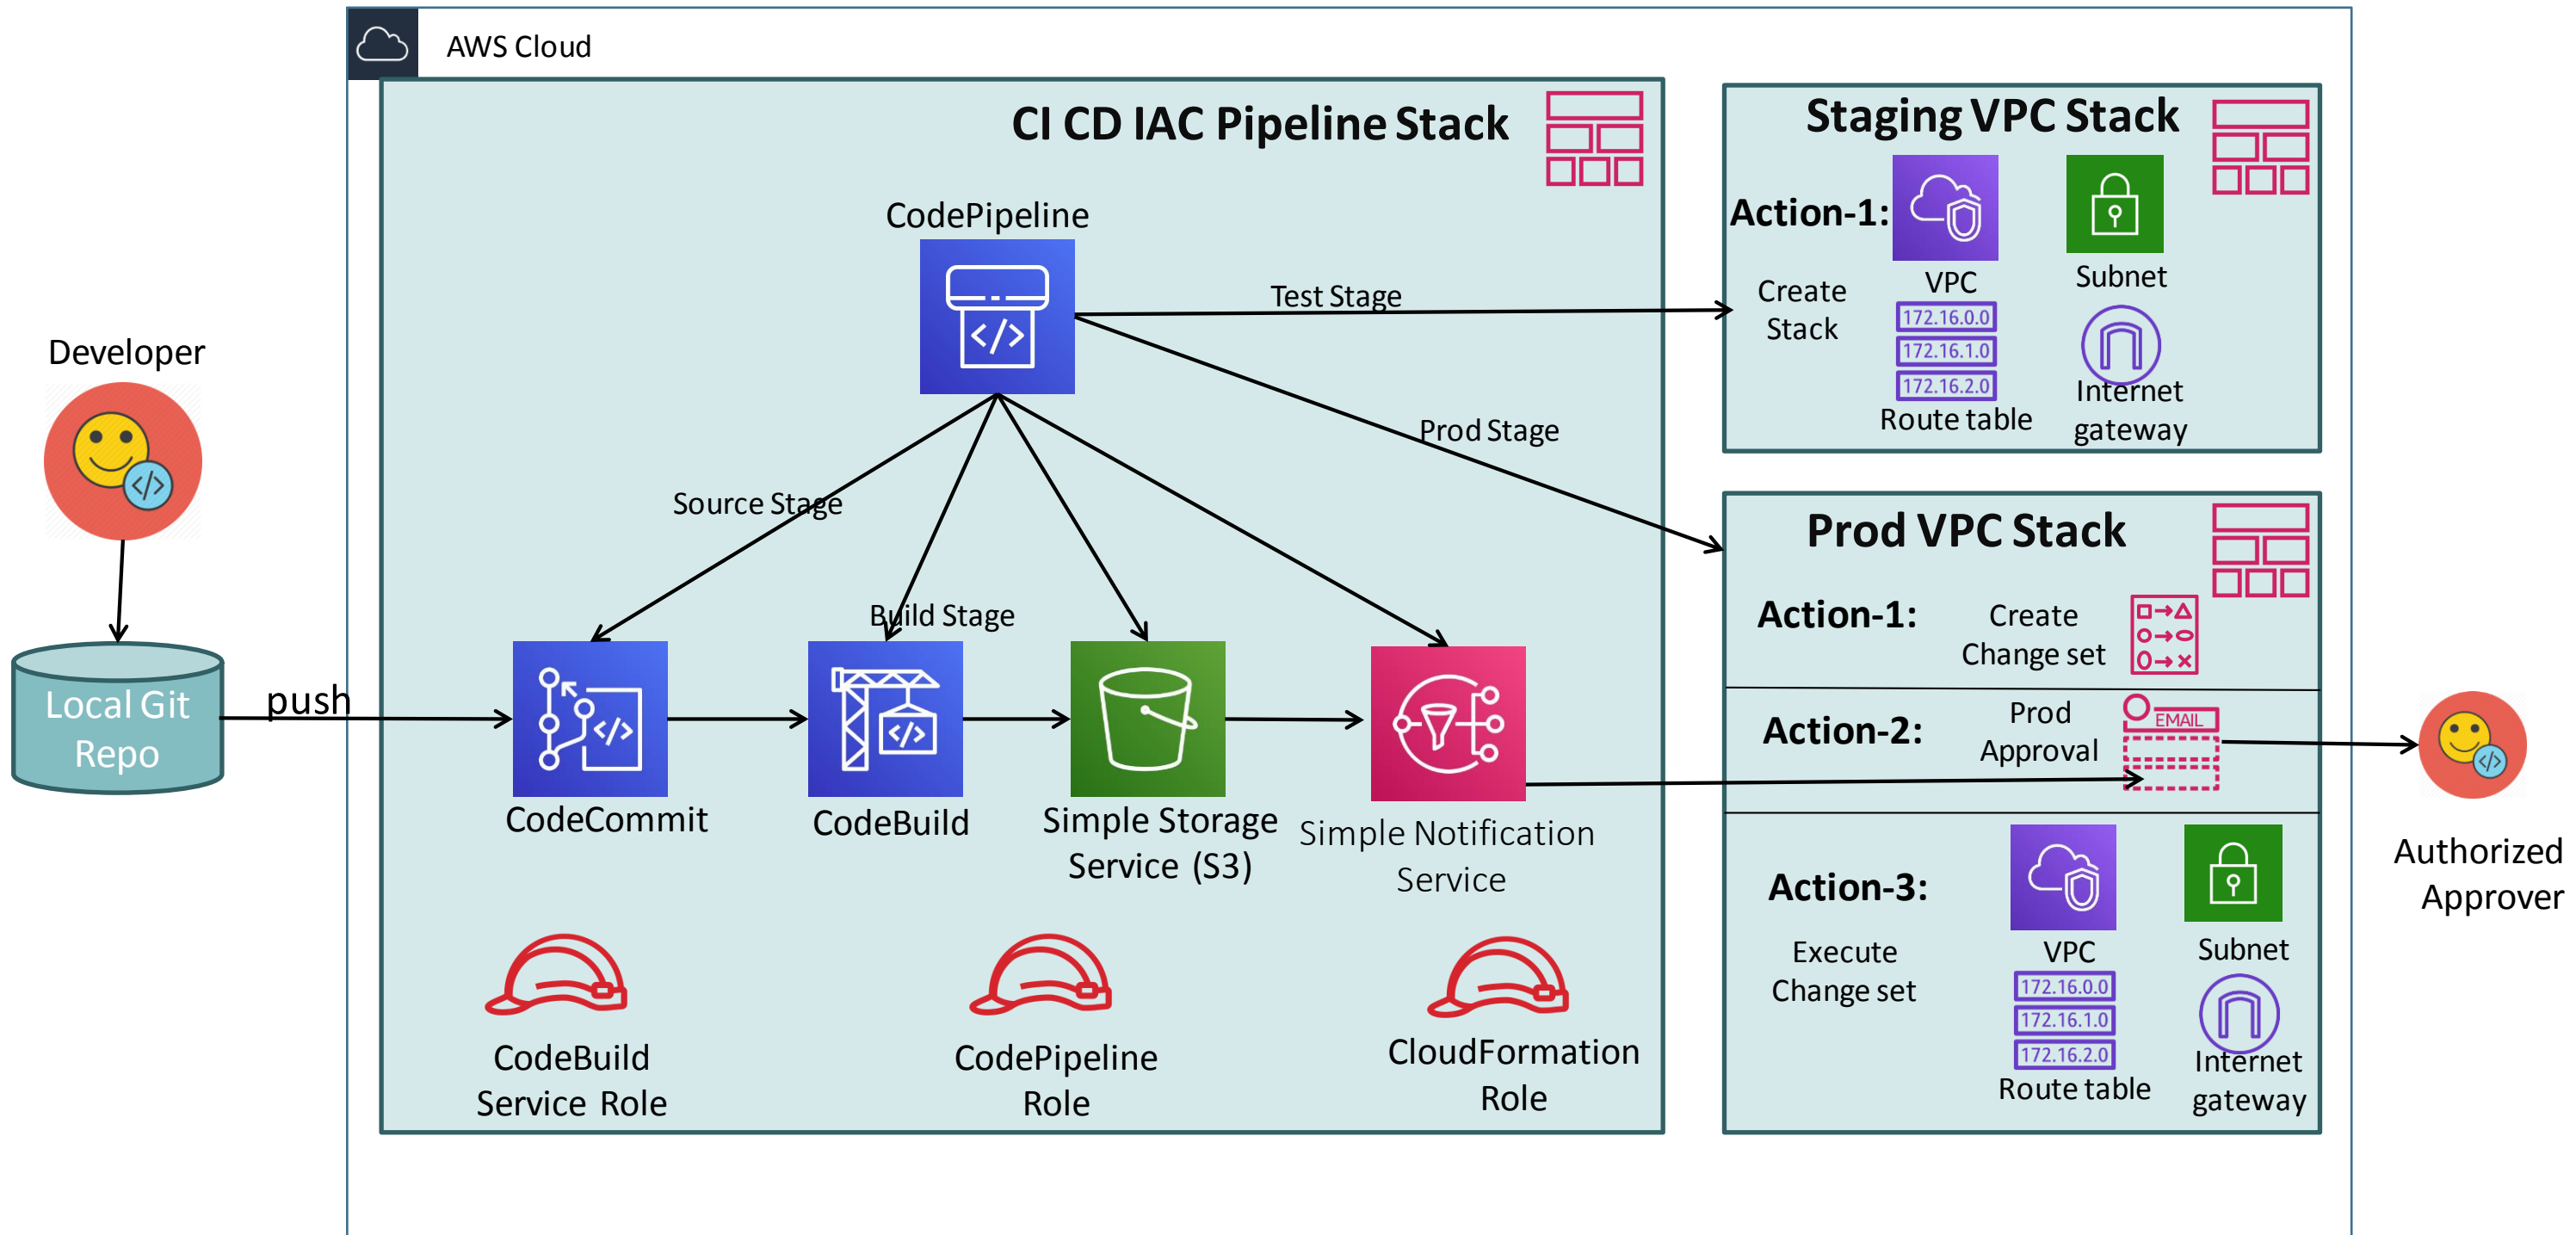 AWS Cloud
CI CD IAC Pipeline Stack
CodePipeline
Test Stage
Prod Stage
Source Stage
Build Stage
Developer
Local Git
Repo
push
CodeCommit
CodeBuild
Simple Storage
Service (S3)
Simple Notification
Service
CodeBuild
Service Role
CodePipeline
Role
CloudFormation
Role
Staging VPC Stack
Action-1:
Create
Stack
VPC
Subnet
172.16.0.0
172.16.1.0
172.16.2.0
Route table
Internet
gateway
Prod VPC Stack
Action-1:
Create
Change set
Action-2:
Prod
Approval
EMAIL
Action-3:
Execute
Change set
VPC
Subnet
172.16.0.0
172.16.1.0
172.16.2.0
Route table
Internet
gateway
Authorized
Approver